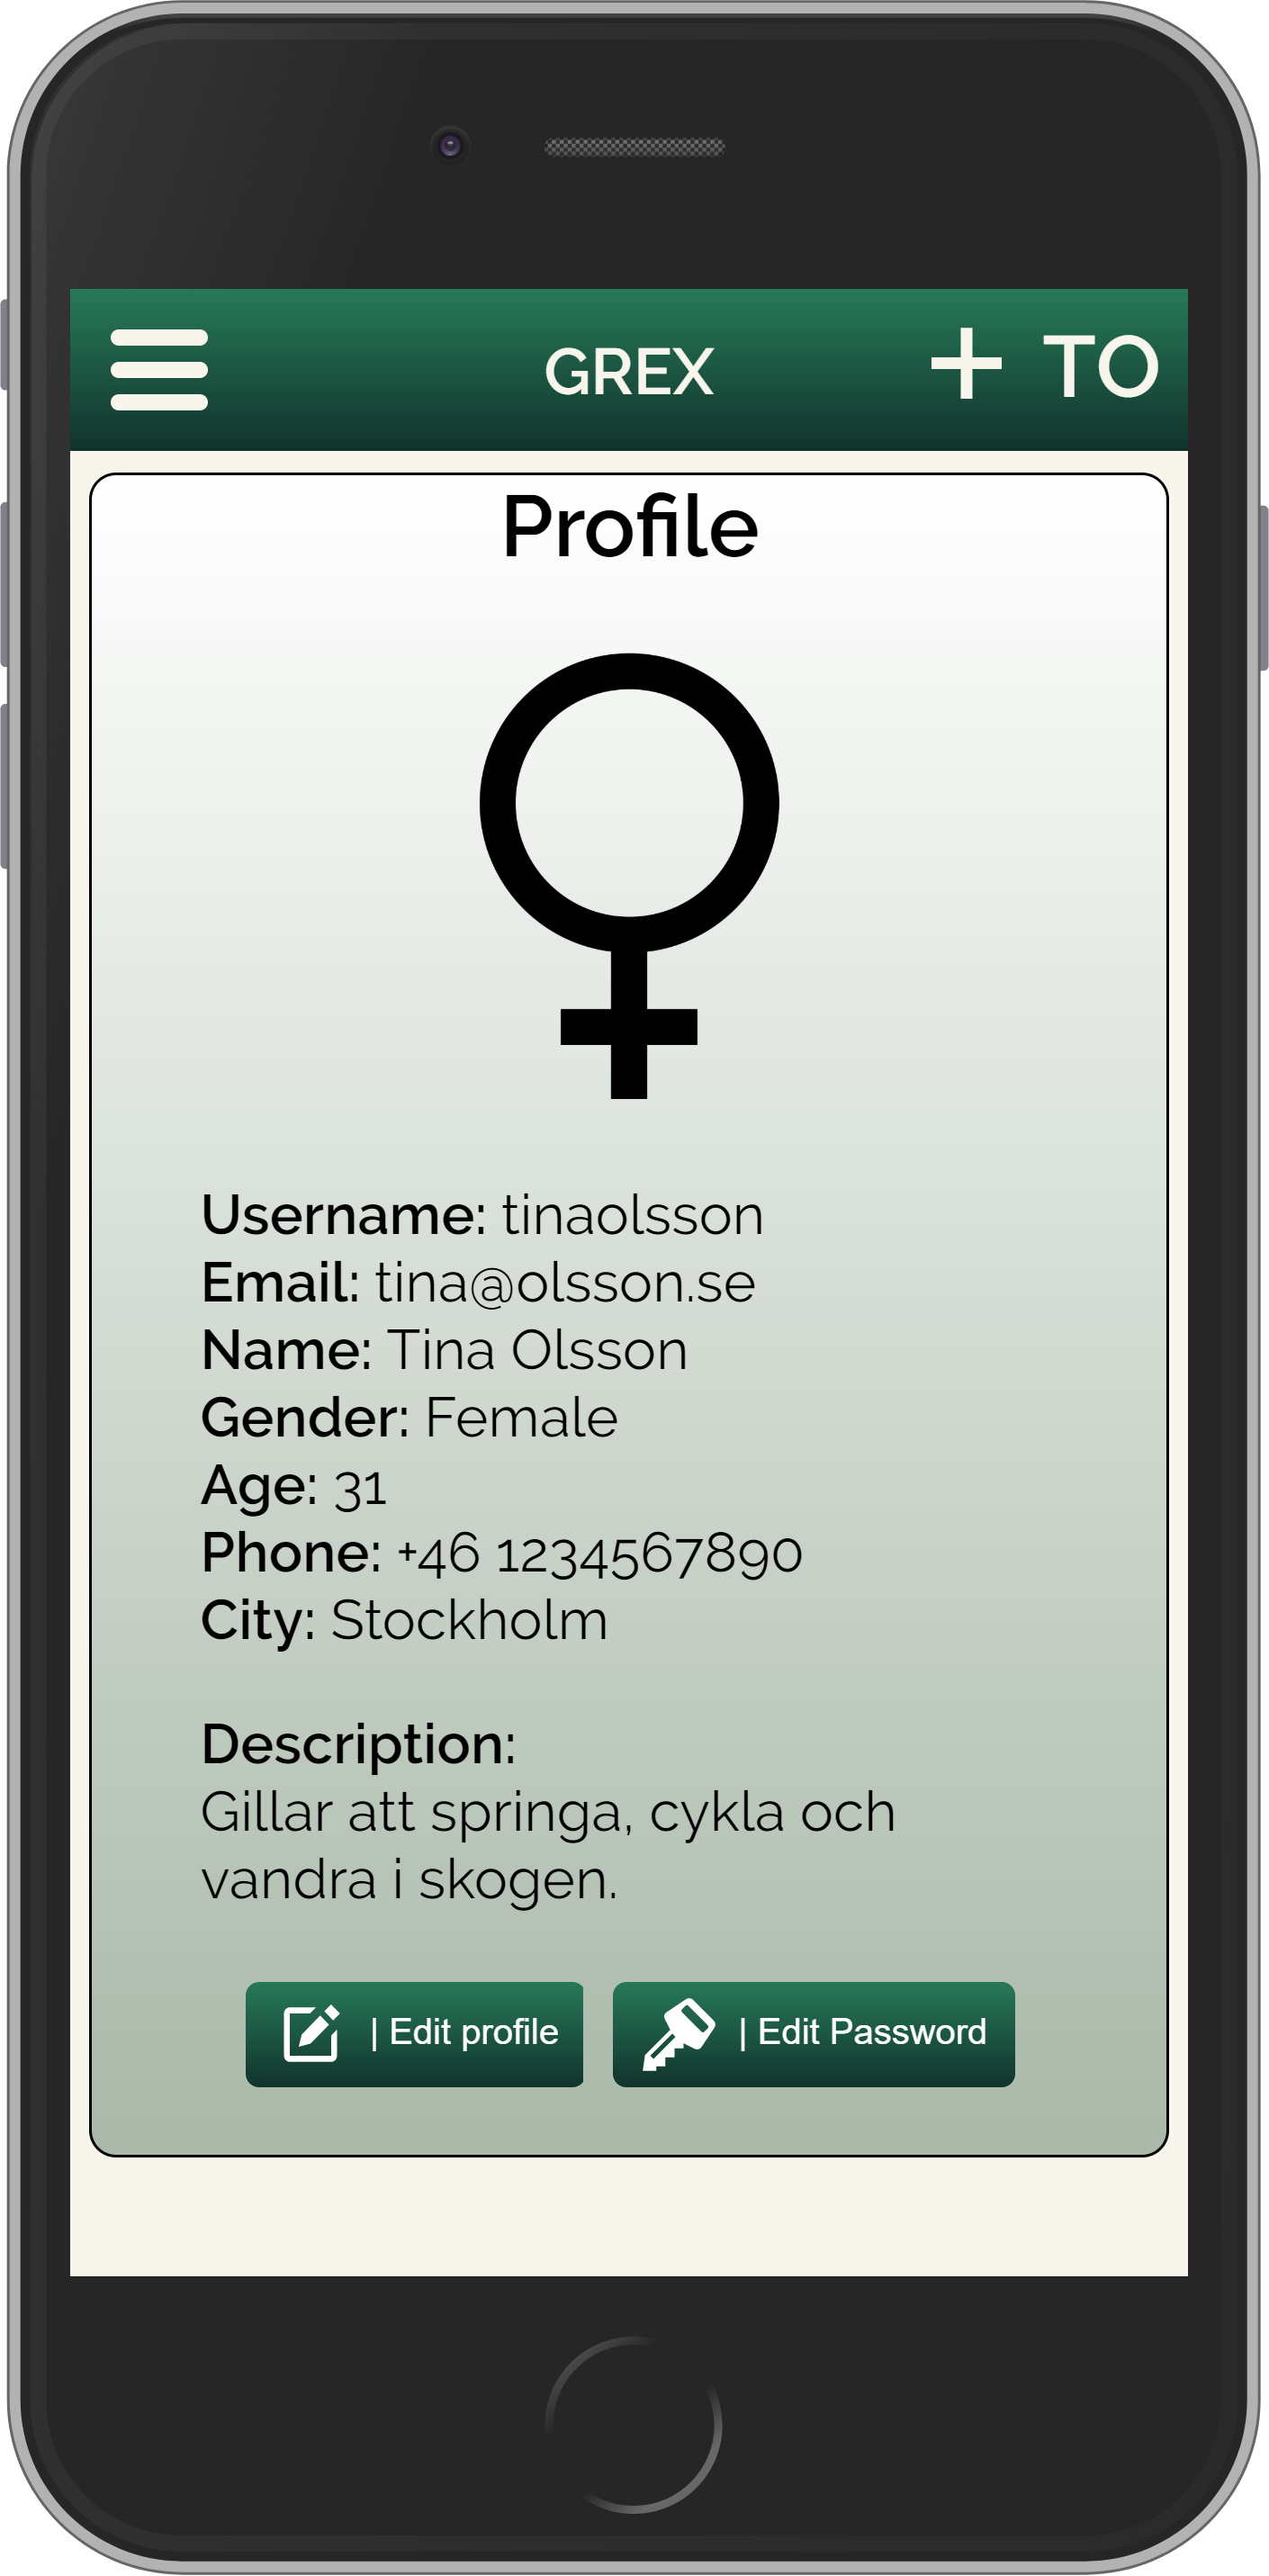 GREX
TO
Profile
Username: tinaolsson
Email: tina@olsson.se
Name: Tina Olsson
Gender: Female
Age: 31
Phone: +46 1234567890
City: Stockholm
Description:
Gillar att springa, cykla och
vandra i skogen.
| Edit profile
| Edit Password